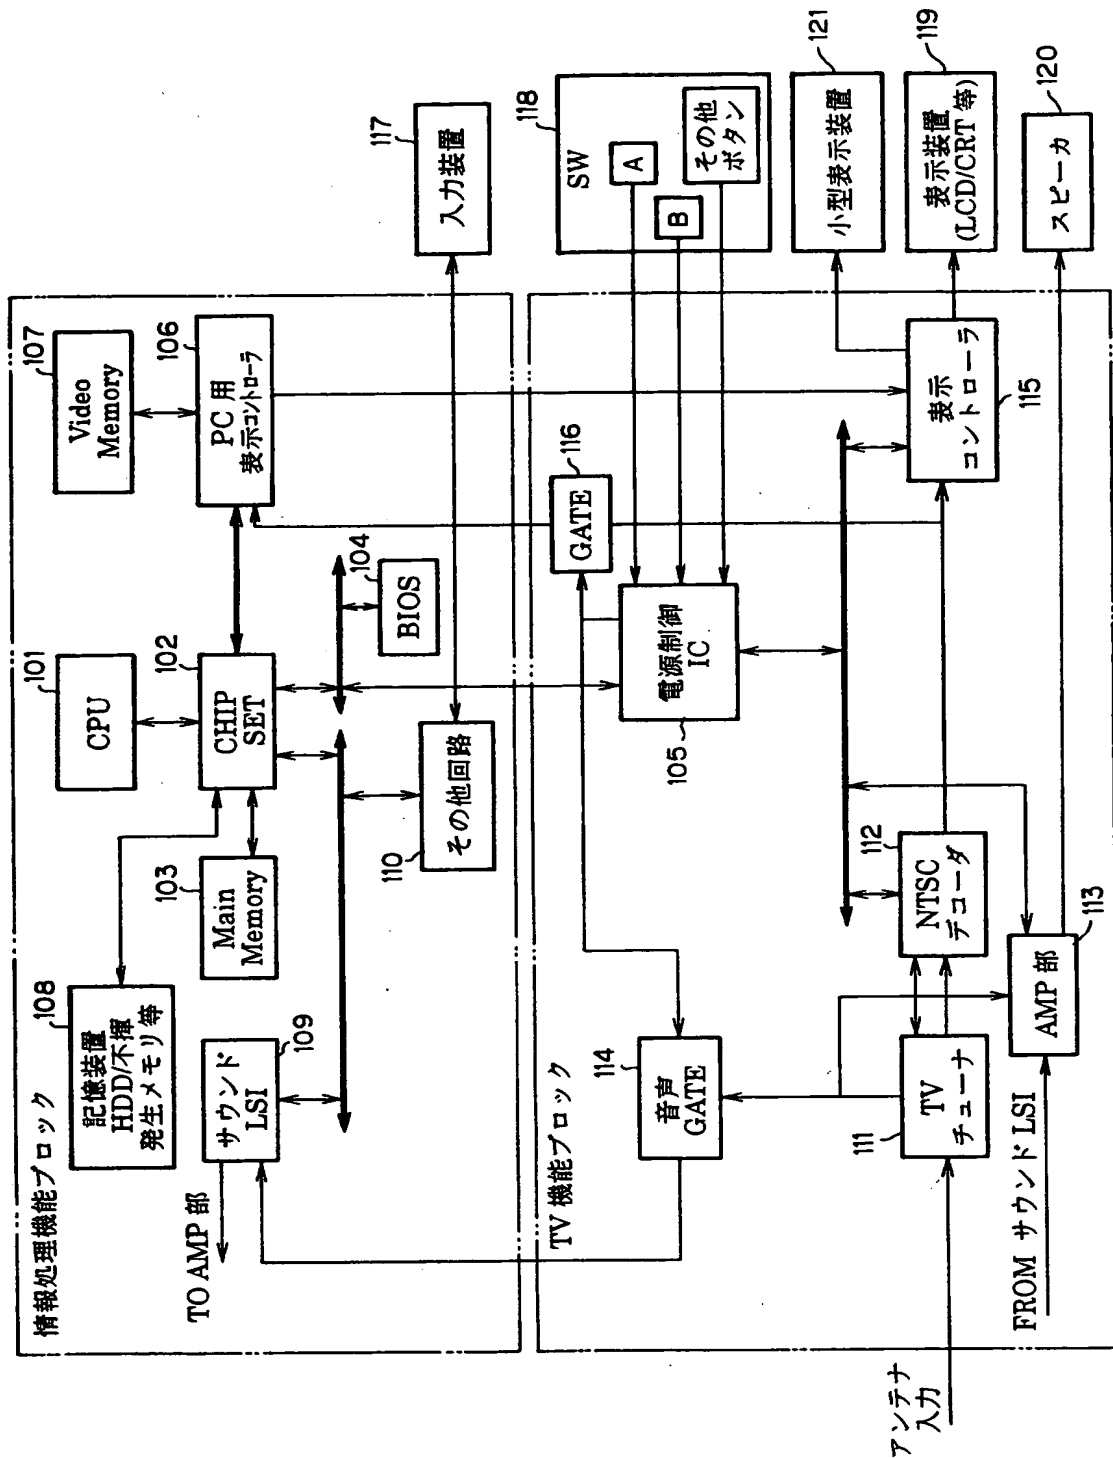 情報処理機能ブロック
108
記憶装置
HDD/不揮
発生メモリ等
101
CPU
107
Video
Memory
103
Main
Memory
102
CHIP
SET
106
PC 用
表示コントローラ
109
サウンド
LSI
TO AMP 部
104
BIOS
110
その他回路
117
入力装置
TV 機能ブロック
114
音声
GATE
105
電源制御
IC
116
GATE
118
SW
A
B
その他
ボタン
121
小型表示装置
アンテナ
入力
111
TV
チューナ
112
NTSC
デコーダ
115
表示
コントローラ
119
表示装置
(LCD/CRT 等)
FROM サウンド LSI
113
AMP 部
120
スピーカ